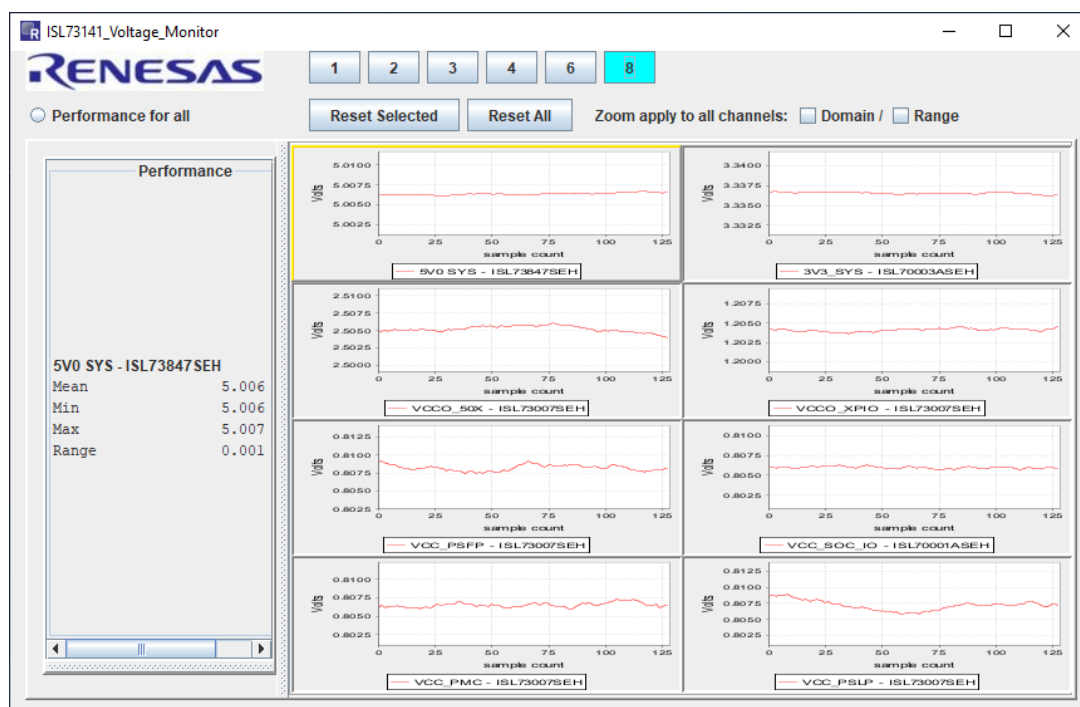 ISL73141_Voltage_Monitor
RENESAS
1 2 3 4 6 8
Performance for all
Reset Selected Reset All Zoom apply to all channels: Domain / Range
Performance
5V0 SYS - ISL73847SEH
Mean 5.006
Min 5.006
Max 5.007
Range 0.001
Volts
5.0100
5.0075
5.0050
5.0025
0 25 50 75 100 125
sample count
5V0 SYS - ISL73847SEH
Volts
3.3400
3.3375
3.3350
3.3325
0 25 50 75 100 125
sample count
3V3_SYS - ISL70003ASEH
Volts
2.5100
2.5075
2.5050
2.5025
2.5000
0 25 50 75 100 125
sample count
VCCO_50X - ISL73007SEH
Volts
1.2075
1.2050
1.2025
1.2000
0 25 50 75 100 125
sample count
VCCO_XPIO - ISL73007SEH
Volts
0.8125
0.8100
0.8075
0.8050
0.8025
0 25 50 75 100 125
sample count
VCC_PSFP - ISL73007SEH
Volts
0.8100
0.8075
0.8050
0.8025
0 25 50 75 100 125
sample count
VCC_SOC_IO - ISL70001ASEH
Volts
0.8100
0.8075
0.8050
0.8025
0 25 50 75 100 125
sample count
VCC_PMC - ISL73007SEH
Volts
0.8125
0.8100
0.8075
0.8050
0.8025
0 25 50 75 100 125
sample count
VCC_PSLP - ISL73007SEH